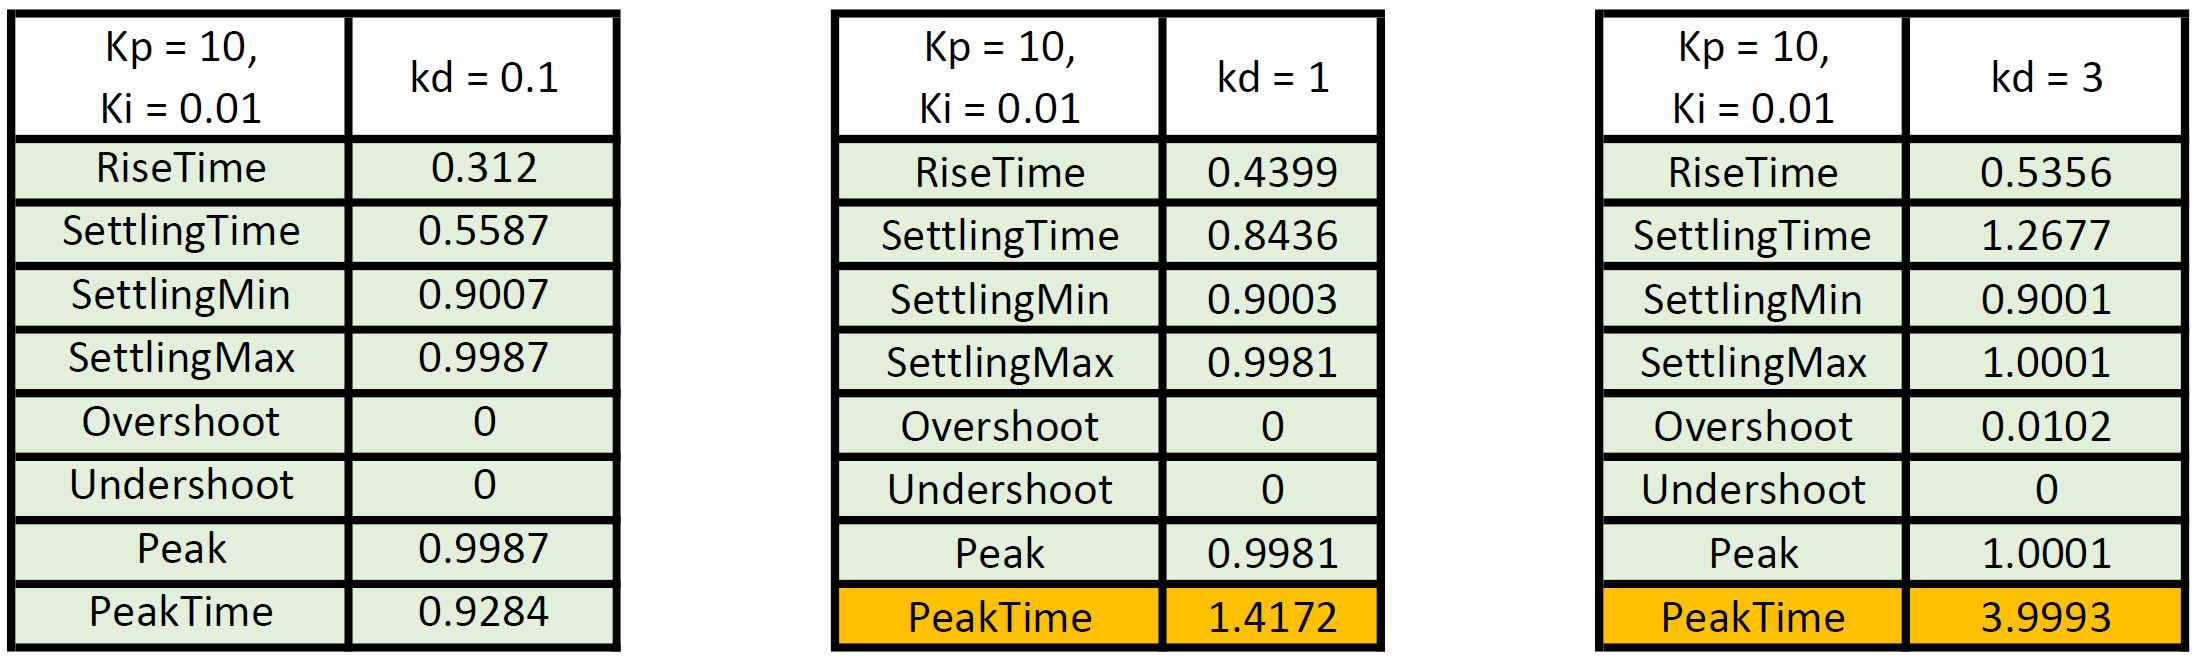 Kp = 10,
Ki = 0.01
kd = 0.1
RiseTime 0.312
SettlingTime 0.5587
SettlingMin 0.9007
SettlingMax 0.9987
Overshoot 0
Undershoot 0
Peak 0.9987
PeakTime 0.9284
Kp = 10,
Ki = 0.01
kd = 1
RiseTime 0.4399
SettlingTime 0.8436
SettlingMin 0.9003
SettlingMax 0.9981
Overshoot 0
Undershoot 0
Peak 0.9981
PeakTime 1.4172
Kp = 10,
Ki = 0.01
kd = 3
RiseTime 0.5356
SettlingTime 1.2677
SettlingMin 0.9001
SettlingMax 1.0001
Overshoot 0.0102
Undershoot 0
Peak 1.0001
PeakTime 3.9993